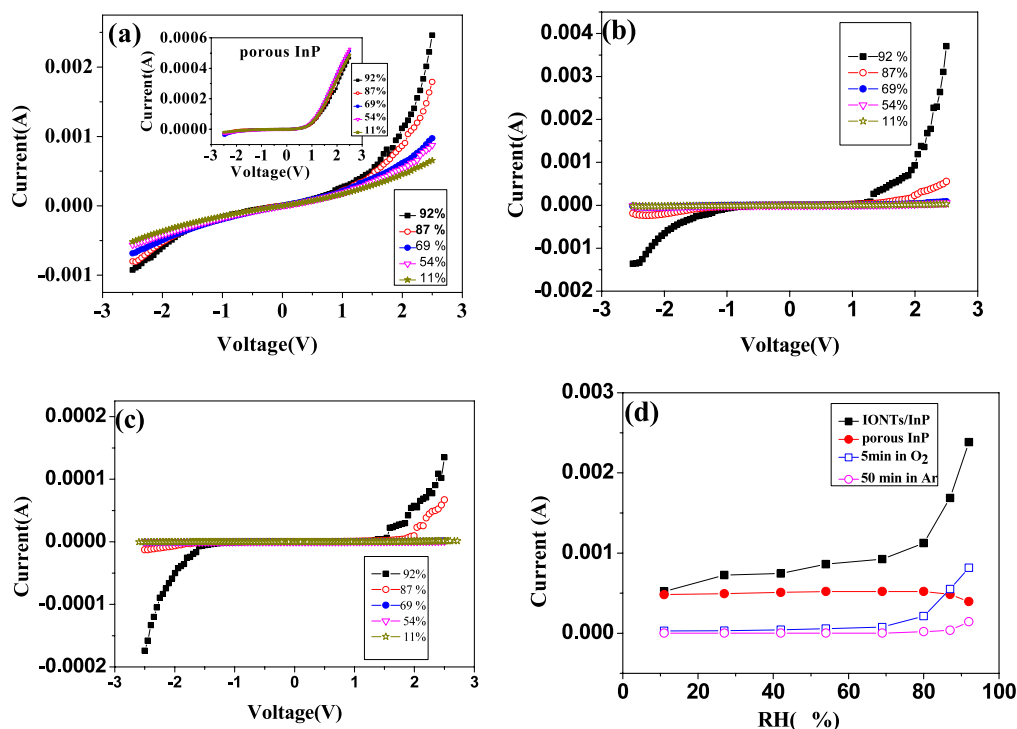 (a)
porous InP
0.0006
0.0004
0.0002
0.0000
Current(A)
-3 -2 -1 0 1 2 3
Voltage(V)
92%
87%
69%
54%
11%
0.002
0.001
0.000
-0.001
Current(A)
92%
87 %
69 %
54%
11%
-3 -2 -1 0 1 2 3
Voltage(V)
(b)
0.004
0.003
0.002
0.001
0.000
-0.001
-0.002
Current(A)
92 %
87%
69%
54%
11%
-3 -2 -1 0 1 2 3
Voltage(V)
(c)
0.0002
0.0001
0.0000
-0.0001
-0.0002
Current(A)
92%
87 %
69 %
54%
11%
-3 -2 -1 0 1 2 3
Voltage(V)
(d)
0.003
0.002
0.001
0.000
Current (A)
IONTs/InP
porous InP
5min in O2
50 min in Ar
0 20 40 60 80 100
RH( %)